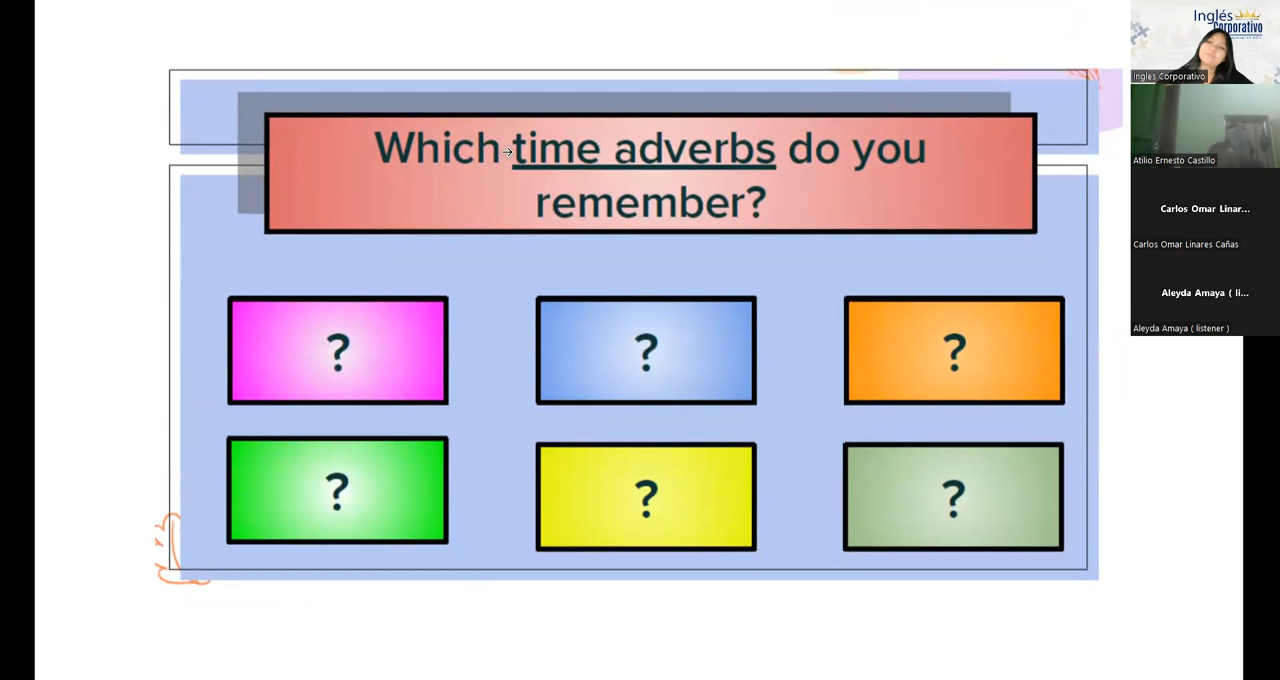 Which time adverbs do you
remember?
?
?
?
?
?
?
Inglés
Corporativo
Ingles Corporativo
Atilio Ernesto Castillo
Carlos Omar Linar...
Carlos Omar Linares Cañas
Aleyda Amaya ( li...
Aleyda Amaya ( listener )